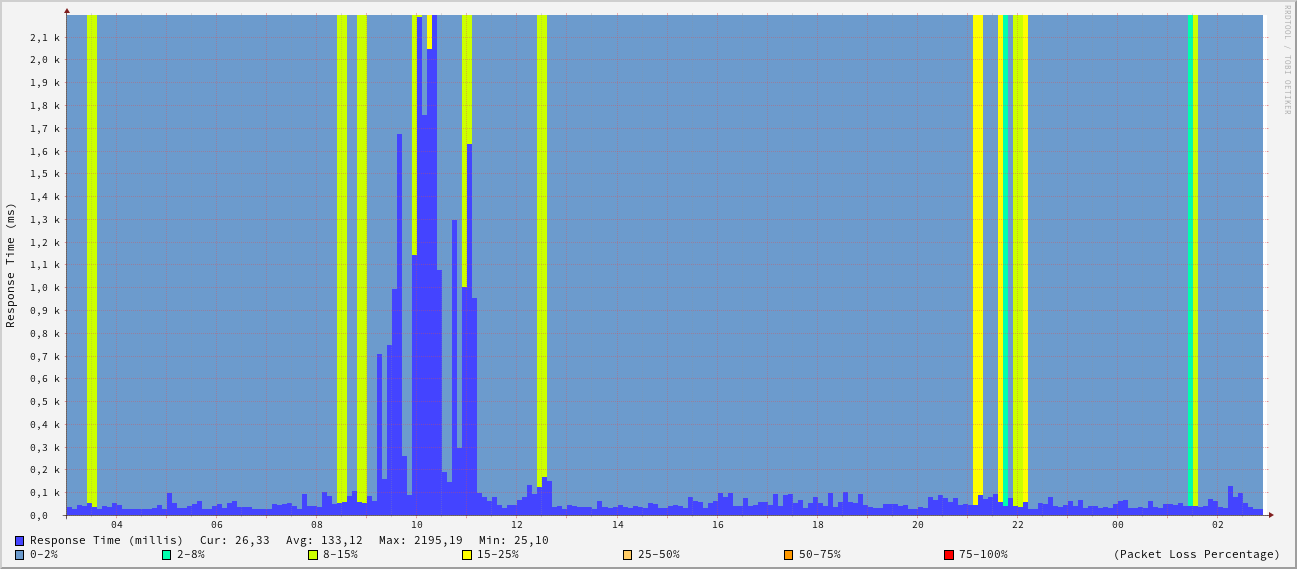 RRDTOOL / TOBI OETIKER
Response Time (ms)
2,1 k
2,0 k
1,9 k
1,8 k
1,7 k
1,6 k
1,5 k
1,4 k
1,3 k
1,2 k
1,1 k
1,0 k
0,9 k
0,8 k
0,7 k
0,6 k
0,5 k
0,4 k
0,3 k
0,2 k
0,1 k
0,0
04 06 08 10 12 14 16 18 20 22 00 02
Response Time (millis) Cur: 26,33 Avg: 133,12 Max: 2195,19 Min: 25,10
0-2% 2-8% 8-15% 15-25% 25-50% 50-75% 75-100% (Packet Loss Percentage)